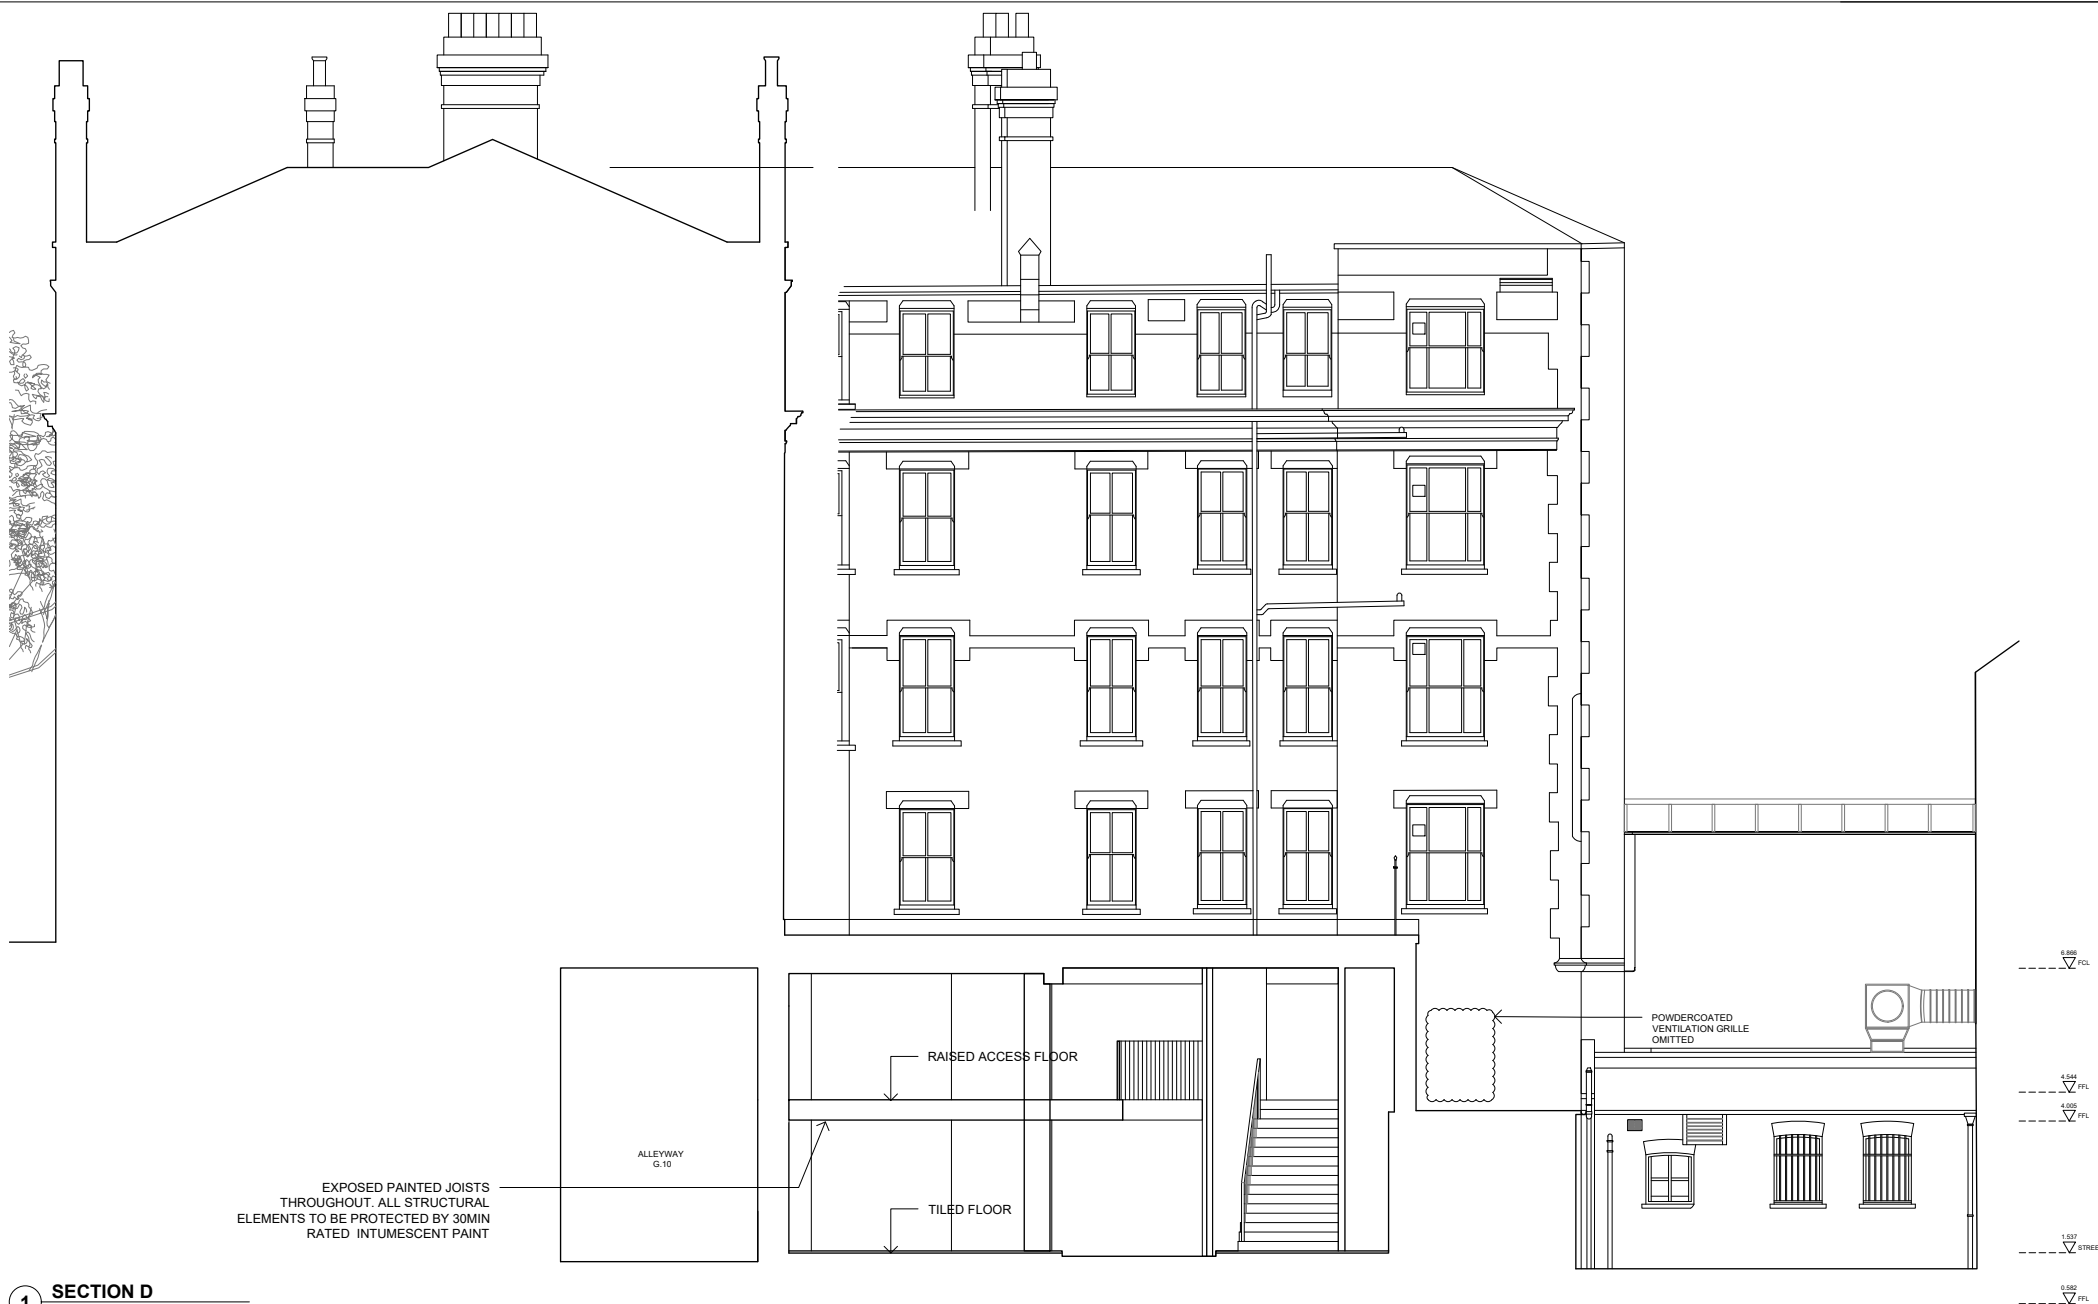 6.866
FCL
RAISED ACCESS FLOOR
POWDERCOATED
VENTILATION GRILLE
OMITTED
4.544
FFL
4.005
FFL
ALLEYWAY
G.10
EXPOSED PAINTED JOISTS
THROUGHOUT. ALL STRUCTURAL
ELEMENTS TO BE PROTECTED BY 30MIN
RATED INTUMESCENT PAINT
TILED FLOOR
1.537
STREE
0.582
FFL
1
SECTION D